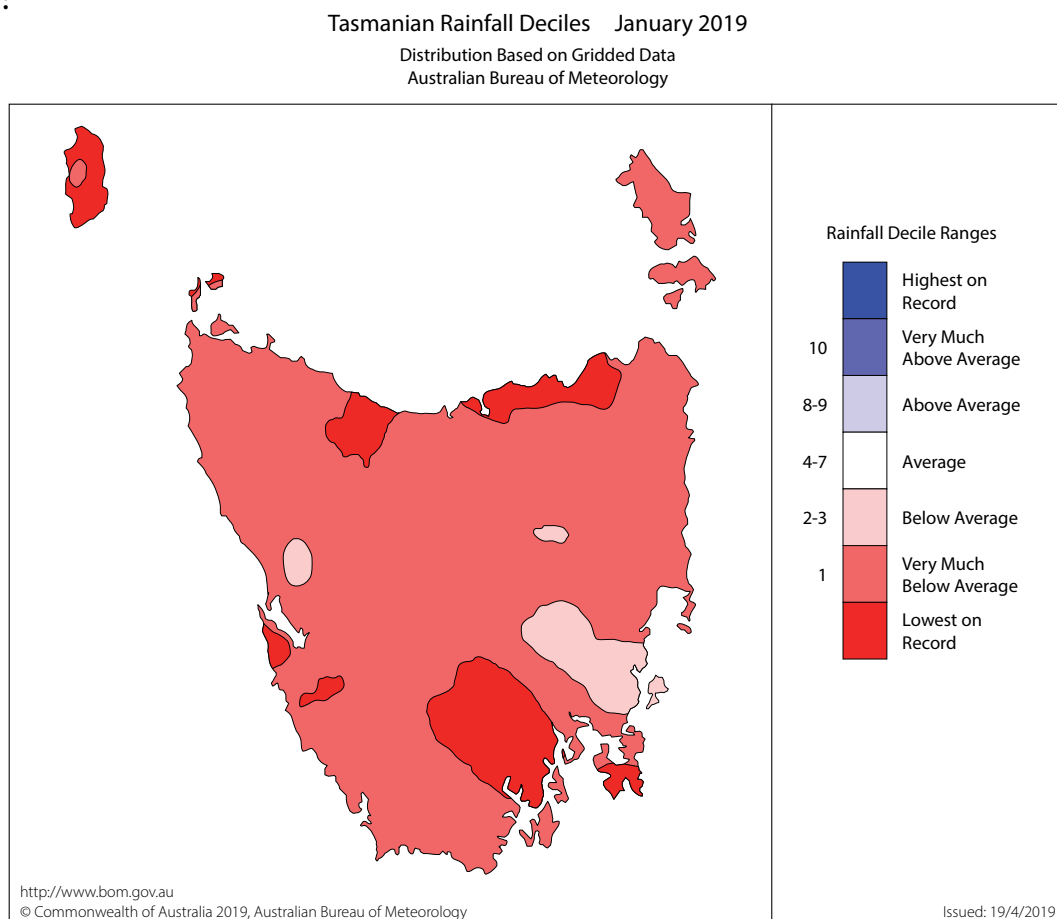 :
Tasmanian Rainfall Deciles January 2019
Distribution Based on Gridded Data
Australian Bureau of Meteorology
Rainfall Decile Ranges
Highest on
Record
10
Very Much
Above Average
8-9
Above Average
4-7
Average
2-3
Below Average
1
Very Much
Below Average
Lowest on
Record
http://www.bom.gov.au
© Commonwealth of Australia 2019, Australian Bureau of Meteorology
Issued: 19/4/2019